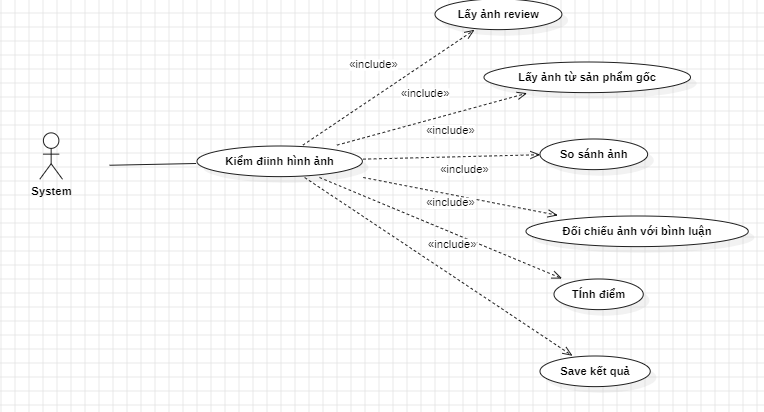 Lấy ảnh review
«include»
Lấy ảnh từ sản phẩm gốc
«include»
«include»
So sánh ảnh
Kiểm điinh hình ảnh
«include»
System
«include»
Đối chiếu ảnh với bình luận
«include»
TÍnh điểm
Save kết quả